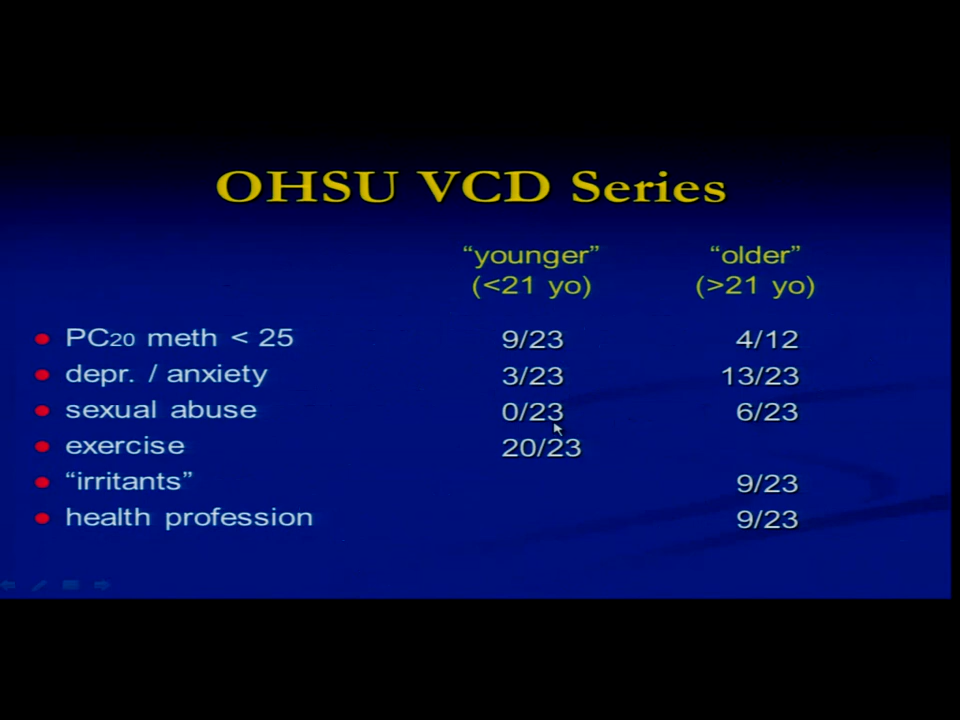 OHSU VCD Series
“younger” “older”
(<21 yo) (>21 yo)
PC20 meth < 25 9/23 4/12
depr. / anxiety 3/23 13/23
sexual abuse 0/23 6/23
exercise 20/23
“irritants” 9/23
health profession 9/23